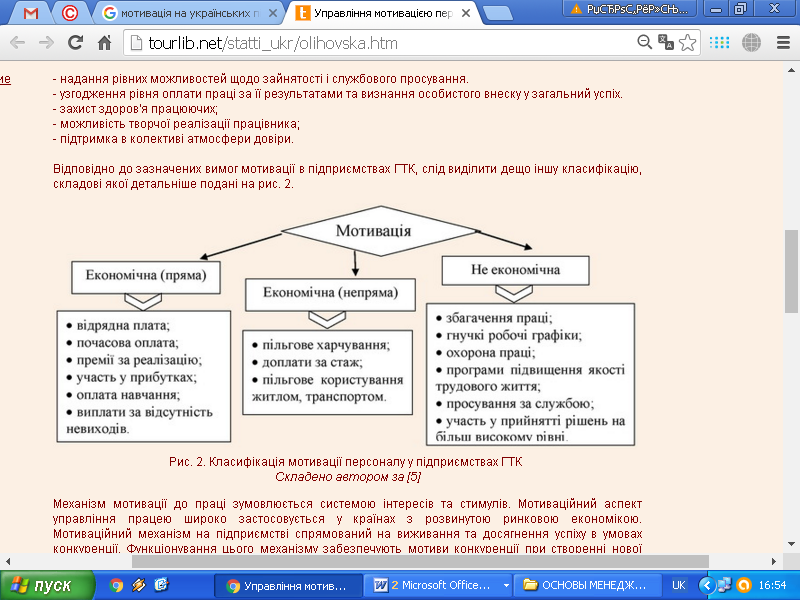 мотивація на українських п
Управління мотивацією пер
РџСЂРѕС„РёР»СЊ...
tourlib.net/statti_ukr/olihovska.htm
ие
- надання рівних можливостей щодо зайнятості і службового просування.
- узгодження рівня оплати праці за її результатами та визнання особистого внеску у загальний успіх.
- захист здоров'я працюючих;
- можливість творчої реалізації працівника;
- підтримка в колективі атмосфери довіри.
Відповідно до зазначених вимог мотивації в підприємствах ГТК, слід виділити дещо іншу класифікацію,
складові якої детальніше подані на рис. 2.
Мотивація
Економічна (пряма)
• відрядна плата;
• почасова оплата;
• премії за реалізацію;
• участь у прибутках;
• оплата навчання;
• виплати за відсутність
невиходів.
Економічна (непряма)
• пільгове харчування;
• доплати за стаж;
• пільгове користування
житлом, транспортом.
Не економічна
• збагачення праці;
• гнучкі робочі графіки;
• охорона праці;
• програми підвищення якості
трудового життя;
• просування за службою;
• участь у прийнятті рішень на
більш високому рівні.
Рис. 2. Класифікація мотивації персоналу у підприємствах ГТК
Складено автором за [5]
Механізм мотивації до праці зумовлюється системою інтересів та стимулів. Мотиваційний аспект
управління працею широко застосовується у країнах з розвинутою ринковою економікою.
Мотиваційний механізм на підприємстві спрямований на виживання та досягнення успіху в умовах
конкуренції. Функціонування цього механізму забезпечують мотиви конкуренції при створенні нової
пуск
Управління мотив...
2 Microsoft Office...
ОСНОВЫ МЕНЕДЖ...
UK
16:54